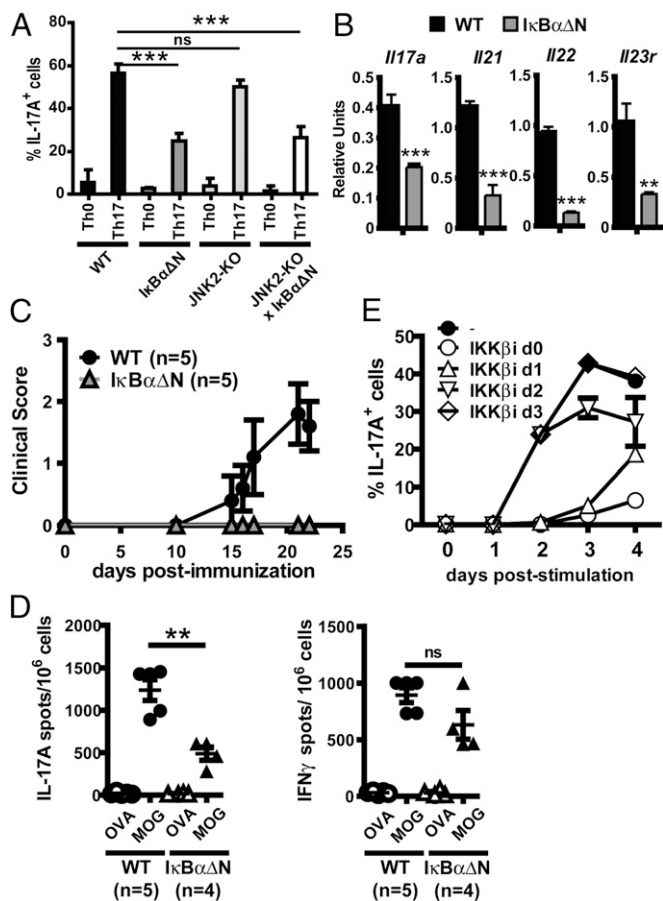 A
% IL-17A+ cells
80
60
40
20
0
***
ns
***
Th0
Th17
Th0
Th17
Th0
Th17
Th0
Th17
WT
IκBαΔN
JNK2-KO
JNK2-KO
x IκBαΔN
B
WT
IκBαΔN
Il17a
Il21
Il22
Il23r
Relative Units
0.5
0.4
0.3
0.2
0.1
0.0
***
1.5
1.0
0.5
0.0
***
1.5
1.0
0.5
0.0
***
1.5
1.0
0.5
0.0
**
C
WT (n=5)
IκBαΔN (n=5)
Clinical Score
3
2
1
0
0
5
10
15
20
25
days post-immunization
E
-
IKKβi d0
IKKβi d1
IKKβi d2
IKKβi d3
% IL-17A+ cells
50
40
30
20
10
0
0
1
2
3
4
days post-stimulation
D
IL-17A spots/10⁶ cells
2000
1500
1000
500
0
**
OVA
MOG
OVA
MOG
WT
(n=5)
IκBαΔN
(n=4)
IFNγ spots/ 10⁶ cells
1500
1000
500
0
ns
OVA
MOG
OVA
MOG
WT
(n=5)
IκBαΔN
(n=4)